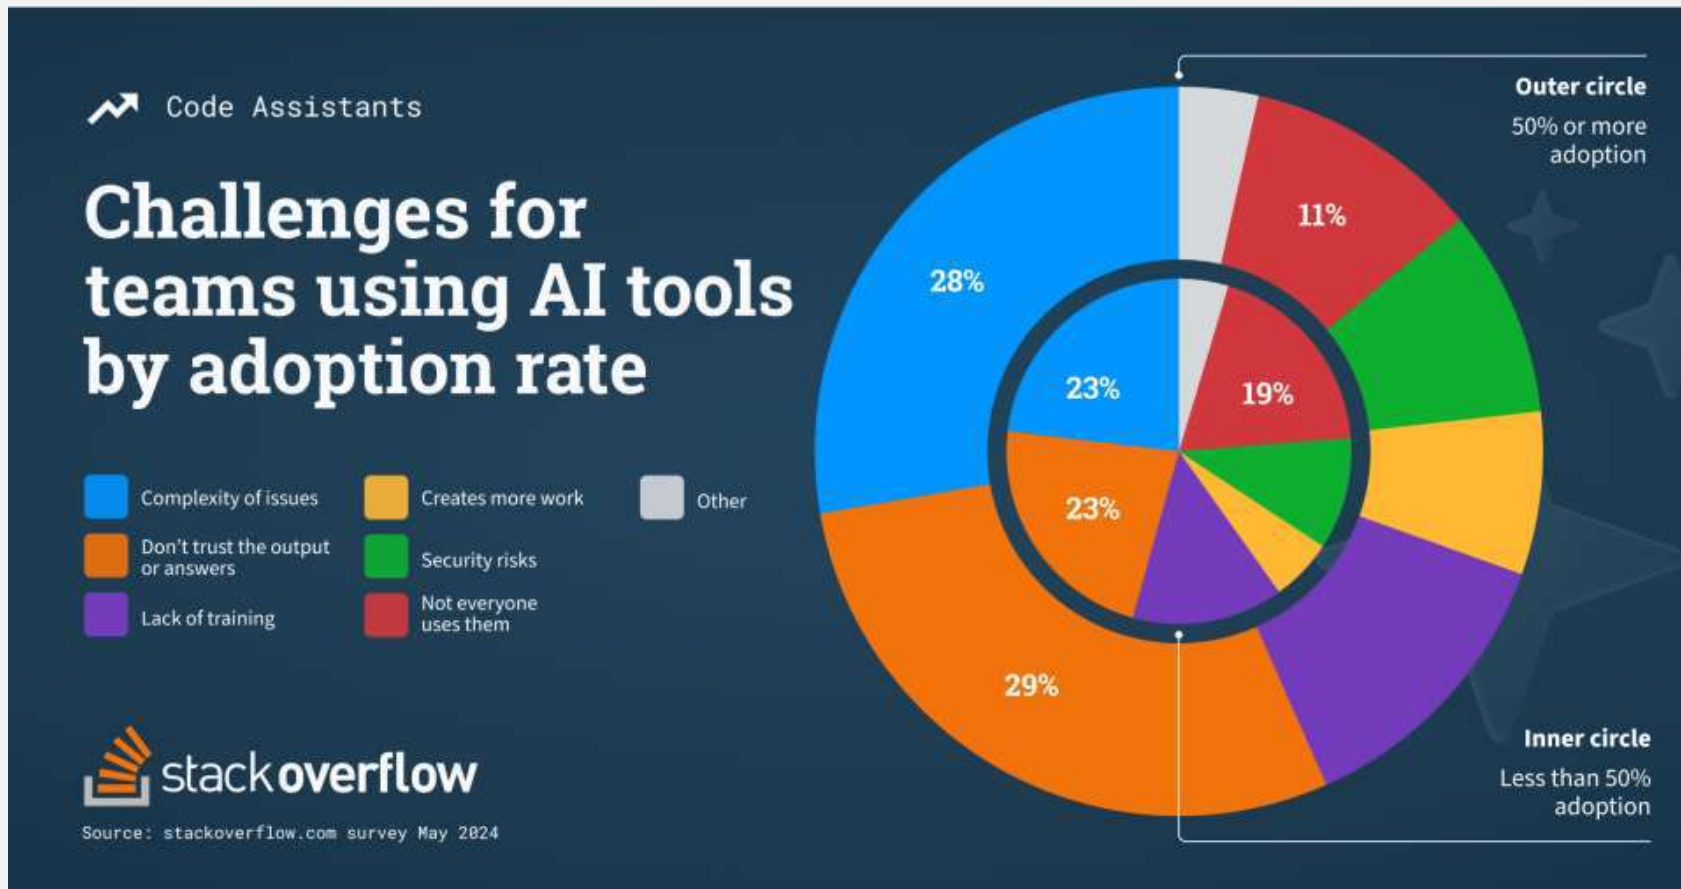 Code Assistants
Challenges for
teams using AI tools
by adoption rate
Complexity of issues
Don't trust the output
or answers
Lack of training
Creates more work
Security risks
Not everyone
uses them
Other
stackoverflow
Source: stackoverflow.com survey May 2024
Outer circle
50% or more
adoption
11%
28%
23%
19%
23%
29%
Inner circle
Less than 50%
adoption